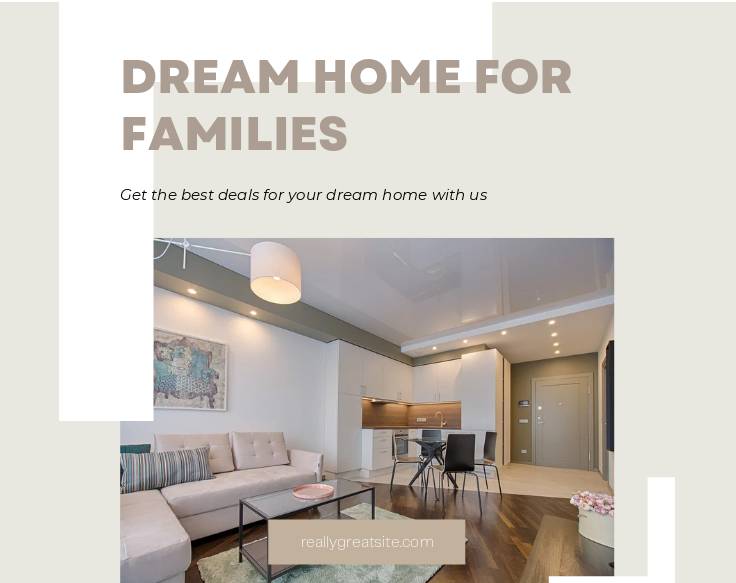 DREAM HOME FOR
FAMILIES
Get the best deals for your dream home with us
reallygreatsite.com